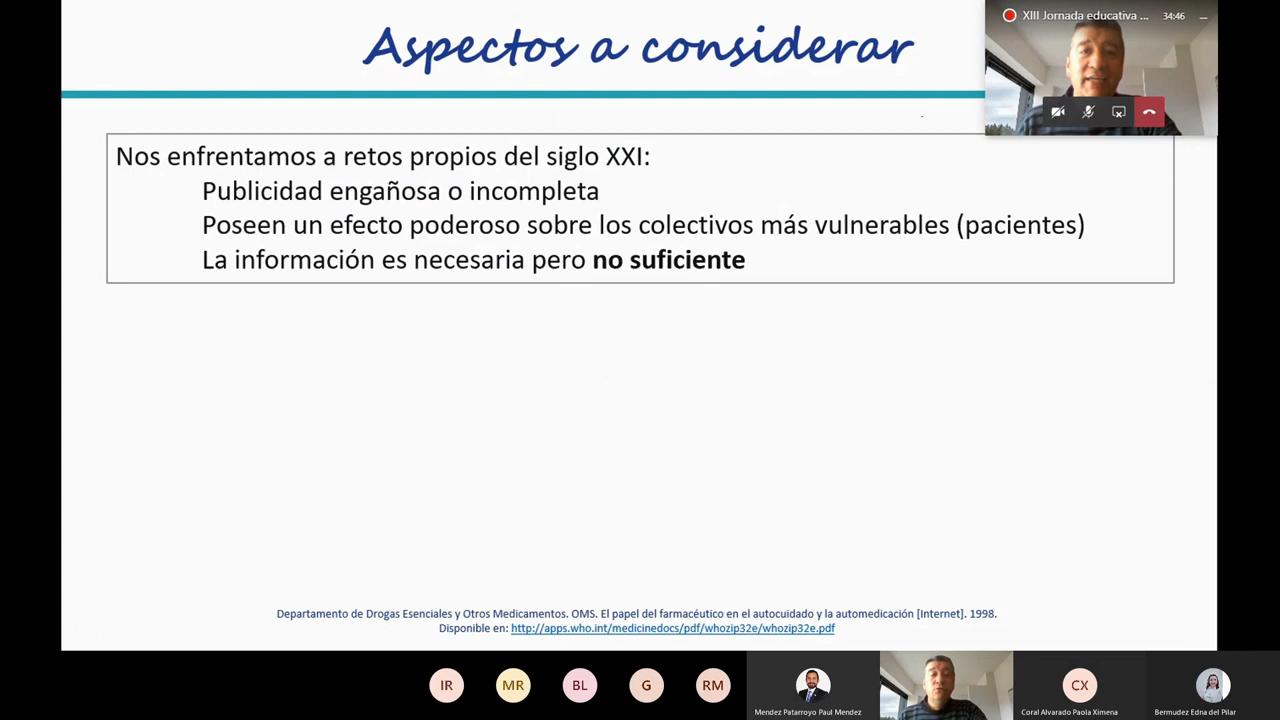 Aspectos a considerar
XIII Jornada educativa ...
34:46
Nos enfrentamos a retos propios del siglo XXI:
Publicidad engañosa o incompleta
Poseen un efecto poderoso sobre los colectivos más vulnerables (pacientes)
La información es necesaria pero no suficiente
Departamento de Drogas Esenciales y Otros Medicamentos. OMS. El papel del farmacéutico en el autocuidado y la automedicación [Internet]. 1998.
Disponible en: http://apps.who.int/medicinedocs/pdf/whozip32e/whozip32e.pdf
IR
MR
BL
G
RM
CX
Mendez Patarroyo Paul Mendez
Coral Alvarado Paola Ximena
Bermudez Edna del Pilar